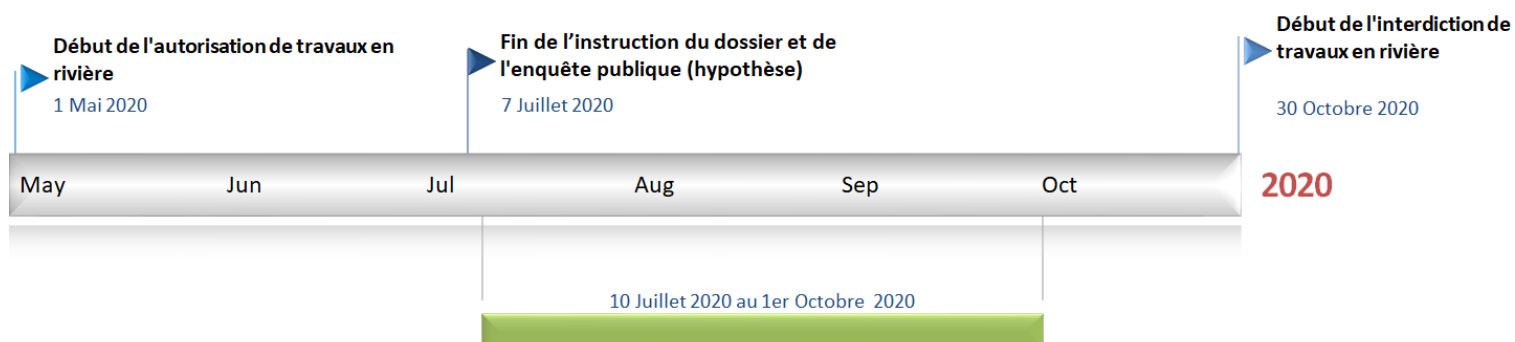 Début de l'autorisation de travaux en
rivière
1 Mai 2020
Fin de l’instruction du dossier et de
l'enquête publique (hypothèse)
7 Juillet 2020
Début de l'interdiction de
travaux en rivière
30 Octobre 2020
May Jun Jul Aug Sep Oct 2020
10 Juillet 2020 au 1er Octobre 2020